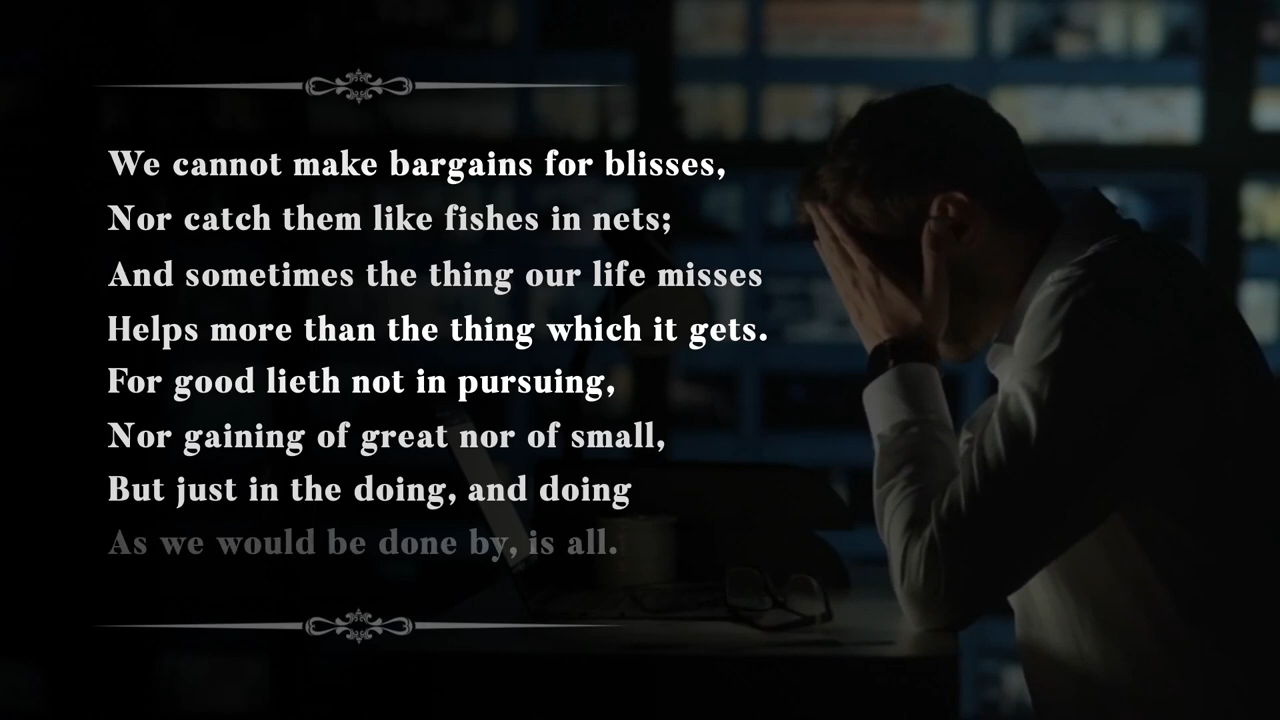 We cannot make bargains for blisses,
Nor catch them like fishes in nets;
And sometimes the thing our life misses
Helps more than the thing which it gets.
For good lieth not in pursuing,
Nor gaining of great nor of small,
But just in the doing, and doing
As we would be done by, is all.